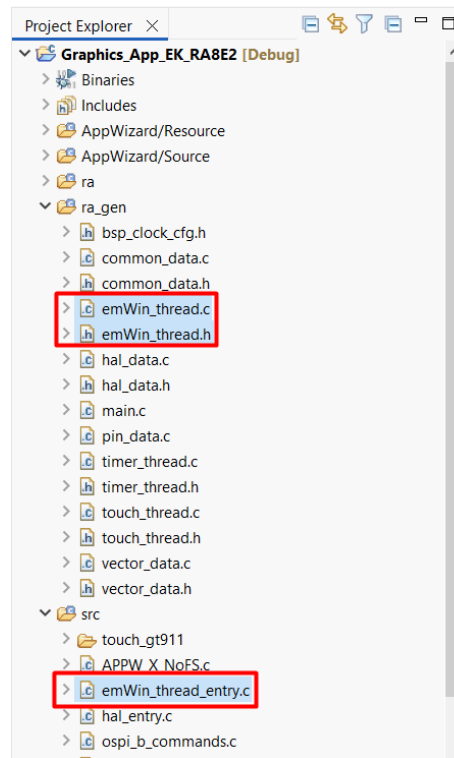 Project Explorer
Graphics_App_EK_RA8E2 [Debug]
Binaries
Includes
AppWizard/Resource
AppWizard/Source
ra
ra_gen
.h bsp_clock_cfg.h
.c common_data.c
.h common_data.h
.c emWin_thread.c
.h emWin_thread.h
.c hal_data.c
.h hal_data.h
.c main.c
.c pin_data.c
.c timer_thread.c
.h timer_thread.h
.c touch_thread.c
.h touch_thread.h
.c vector_data.c
.h vector_data.h
src
touch_gt911
.c APPW_X_NoFS.c
.c emWin_thread_entry.c
.c hal_entry.c
.c ospi_b_commands.c